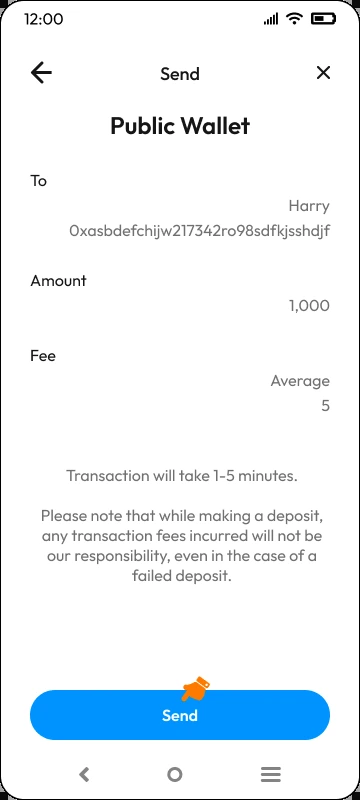 12:00
Send
Public Wallet
To
Harry
0xasbdefchijw217342ro98sdfkjsshdjf
Amount
1,000
Fee
Average
5
Transaction will take 1-5 minutes.
Please note that while making a deposit,
any transaction fees incurred will not be
our responsibility, even in the case of a
failed deposit.
Send